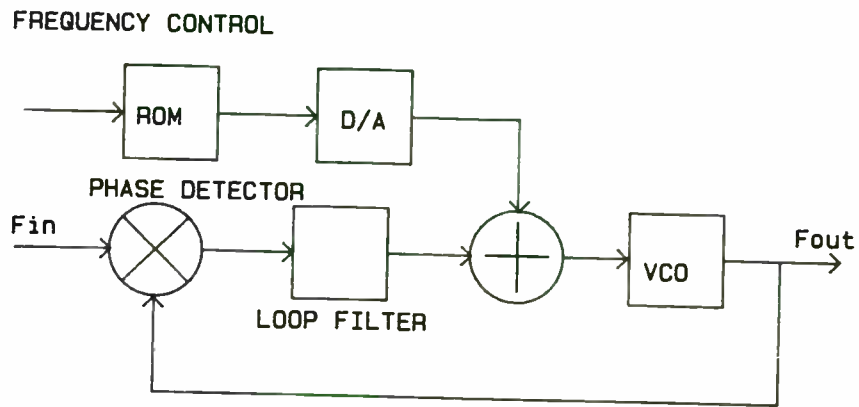 FREQUENCY CONTROL
ROM
D/A
PHASE DETECTOR
Fin
Fout
VCO
LOOP FILTER